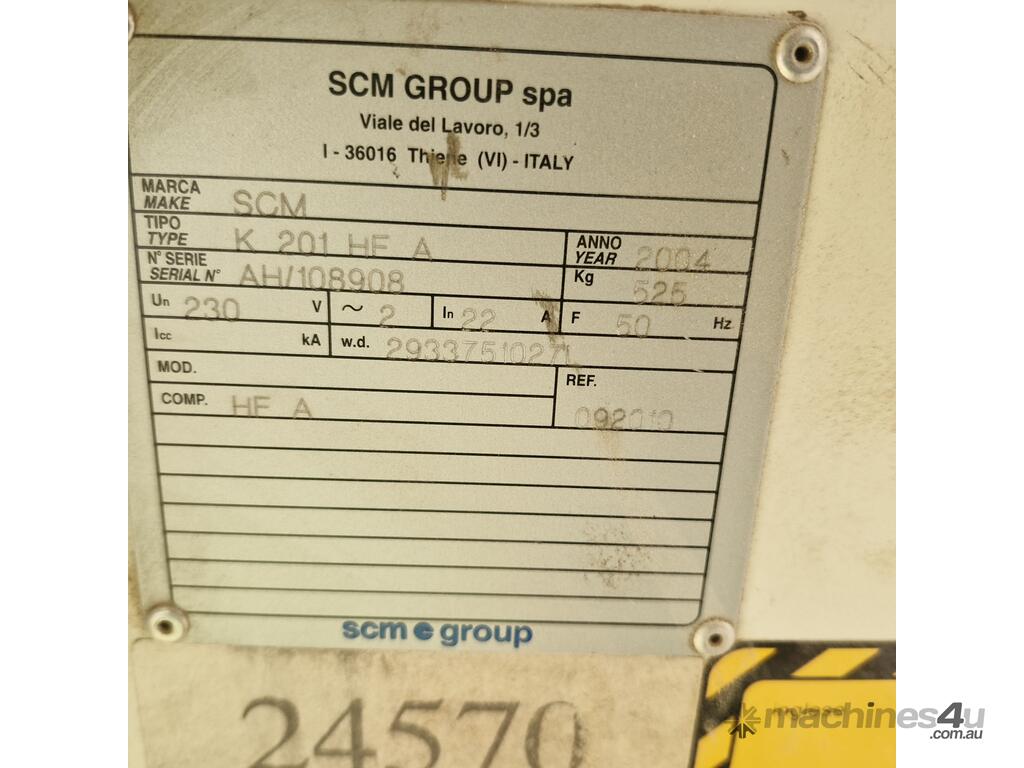 SCM GROUP spa
Viale del Lavoro, 1/3
I - 36016 Thiene (VI) - ITALY
MARCA
MAKE SCM
TIPO
TYPE K 201 HF A
ANNO
YEAR 2004
N° SERIE
SERIAL N° AH/108908
Kg 525
Un 230 V ~ 2 In 22 A F 50 Hz
Icc kA w.d. 29337510271
MOD.
REF. 092010
COMP. HF A
scm group
24570
machines4u
.com.au